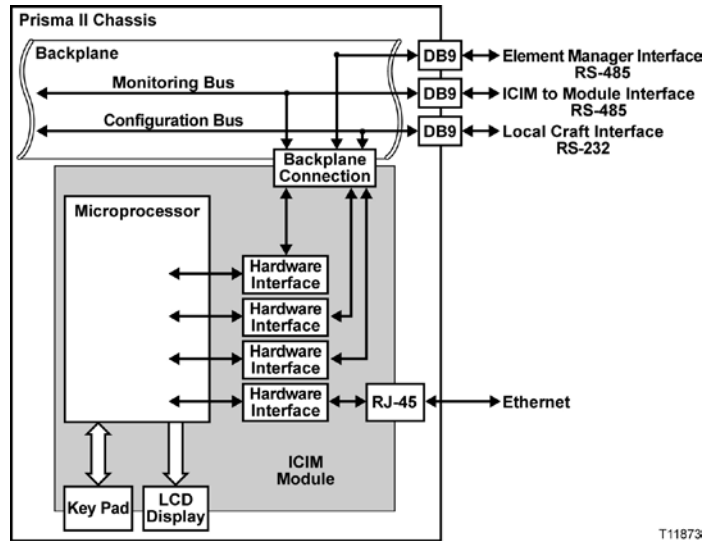 Prisma II Chassis
Backplane
Monitoring Bus
Configuration Bus
DB9
Element Manager Interface
RS-485
DB9
ICIM to Module Interface
RS-485
DB9
Local Craft Interface
RS-232
Backplane
Connection
Microprocessor
Hardware
Interface
Hardware
Interface
Hardware
Interface
Hardware
Interface
RJ-45
Ethernet
ICIM
Module
Key Pad
LCD
Display
T11873